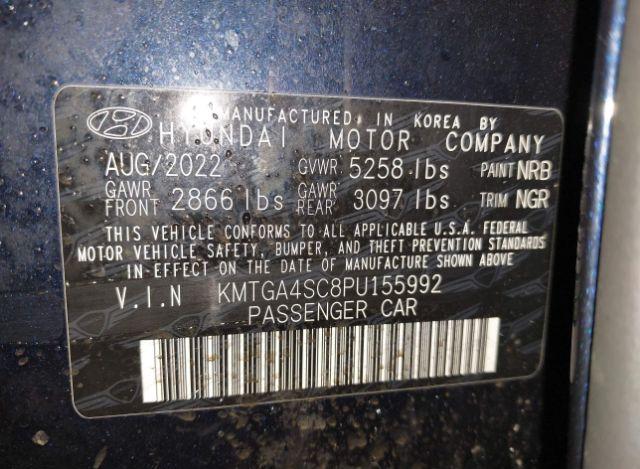 MANUFACTURED IN KOREA BY
HYUNDAI MOTOR COMPANY
AUG/2022 GVWR 5258 lbs PAINT NRB
GAWR FRONT 2866 lbs GAWR REAR 3097 lbs TRIM NGR
THIS VEHICLE CONFORMS TO ALL APPLICABLE U.S.A. FEDERAL
MOTOR VEHICLE SAFETY, BUMPER, AND THEFT PREVENTION STANDARDS
IN EFFECT ON THE DATE OF MANUFACTURE SHOWN ABOVE
V.I.N KMTGA4SC8PU155992
PASSENGER CAR